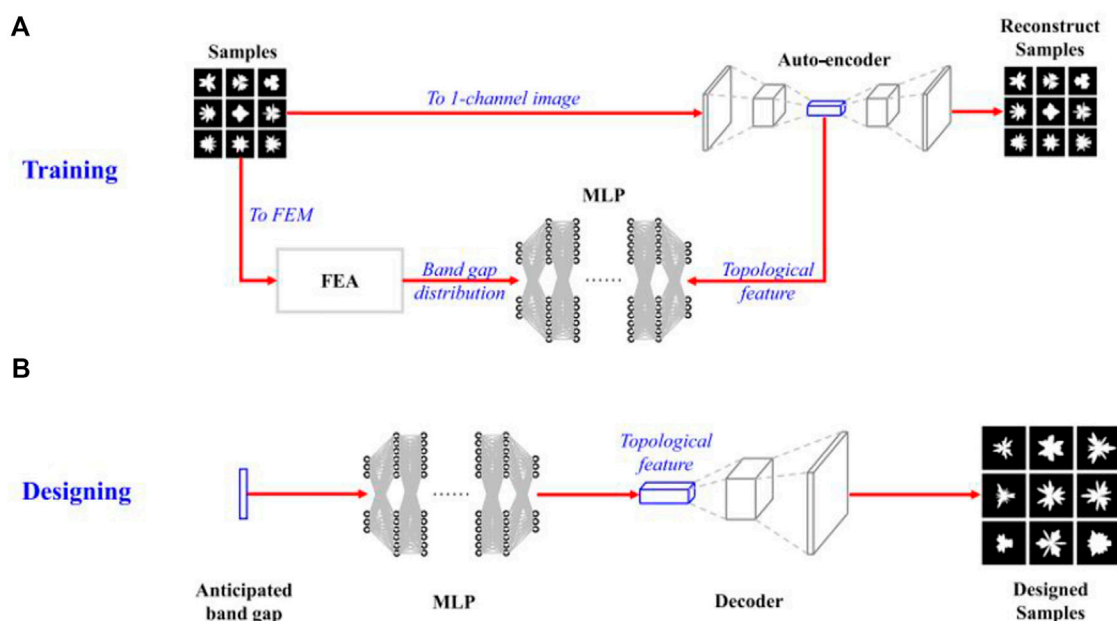 A
Samples
Auto-encoder
Reconstruct
Samples
To 1-channel image
Training
To FEM
MLP
FEA
Band gap
distribution
......
Topological
feature
B
Designing
Topological
feature
......
Anticipated
band gap
MLP
Decoder
Designed
Samples